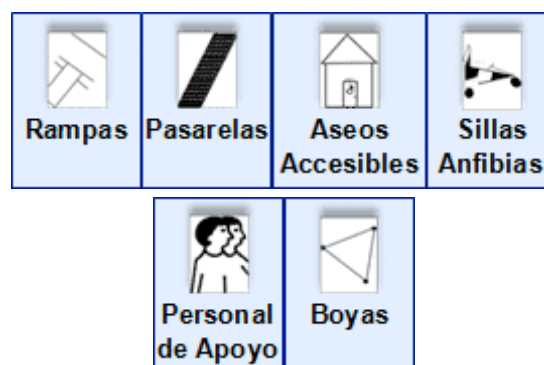 Rampas Pasarelas Aseos Sillas
Accesibles Anfibias
Personal Boyas
de Apoyo